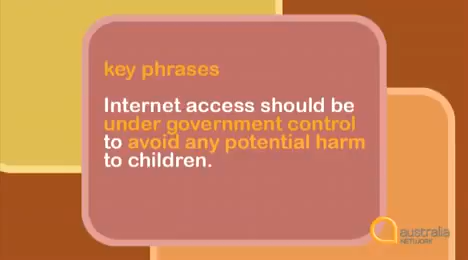 key phrases
Internet access should be
under government control
to avoid any potential harm
to children.
australia
NETWORK